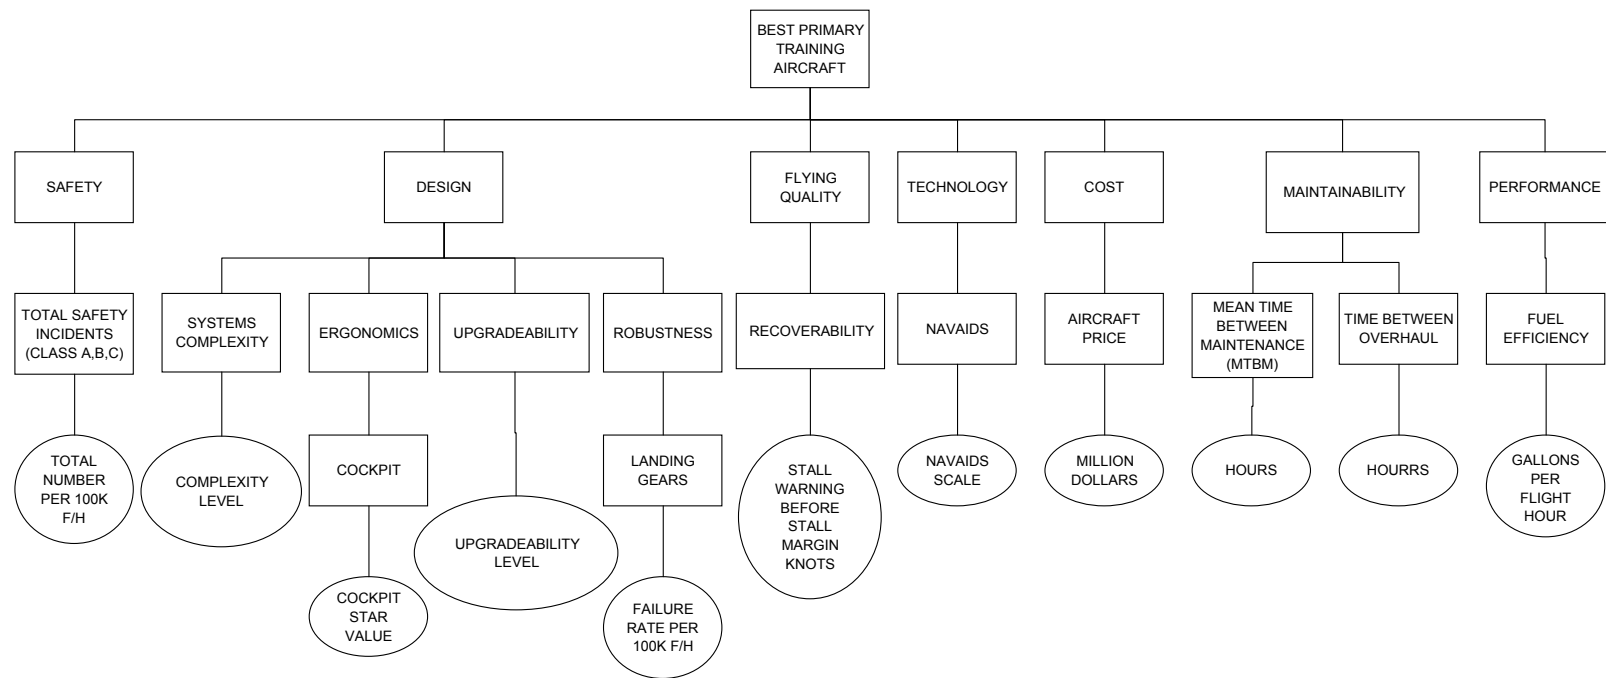 BEST PRIMARY
TRAINING
AIRCRAFT
SAFETY
DESIGN
FLYING
QUALITY
TECHNOLOGY
COST
MAINTAINABILITY
PERFORMANCE
TOTAL SAFETY
INCIDENTS
(CLASS A,B,C)
SYSTEMS
COMPLEXITY
ERGONOMICS
UPGRADEABILITY
ROBUSTNESS
RECOVERABILITY
NAVAIDS
AIRCRAFT
PRICE
MEAN TIME
BETWEEN
MAINTENANCE
(MTBM)
TIME BETWEEN
OVERHAUL
FUEL
EFFICIENCY
TOTAL
NUMBER
PER 100K
F/H
COMPLEXITY
LEVEL
COCKPIT
UPGRADEABILITY
LEVEL
LANDING
GEARS
STALL
WARNING
BEFORE
STALL
MARGIN
KNOTS
NAVAIDS
SCALE
MILLION
DOLLARS
HOURS
HOURRS
GALLONS
PER
FLIGHT
HOUR
COCKPIT
STAR
VALUE
FAILURE
RATE PER
100K F/H